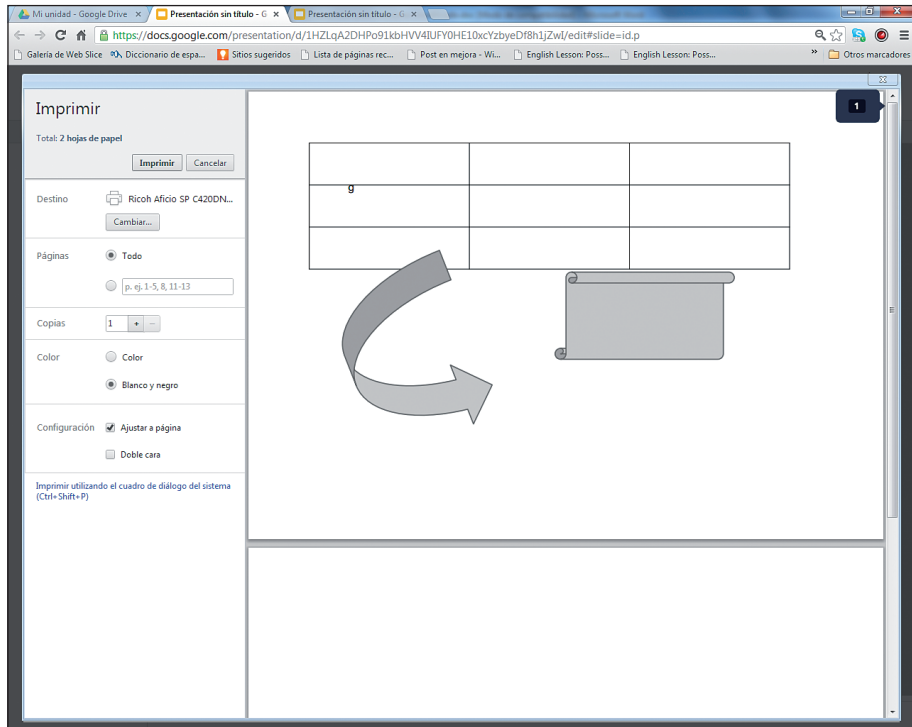 Mi unidad - Google Drive
Presentación sin título - G
Presentación sin título - G
https://docs.google.com/presentation/d/1HZLqA2DHPo91kbHVV4IUFY0HE10xcYzbyeDf8h1jZwI/edit#slide=id.p
Galería de Web Slice
Diccionario de espa...
Sitios sugeridos
Lista de páginas rec...
Post en mejora - Wi...
English Lesson: Poss...
English Lesson: Poss...
»
Otros marcadores
Imprimir
Total: 2 hojas de papel
Imprimir
Cancelar
Destino
Ricoh Aficio SP C420DN...
Cambiar...
Páginas
Todo
p. ej. 1-5, 8, 11-13
Copias
1
+
-
Color
Color
Blanco y negro
Configuración
Ajustar a página
Doble cara
Imprimir utilizando el cuadro de diálogo del sistema
(Ctrl+Shift+P)
1
g